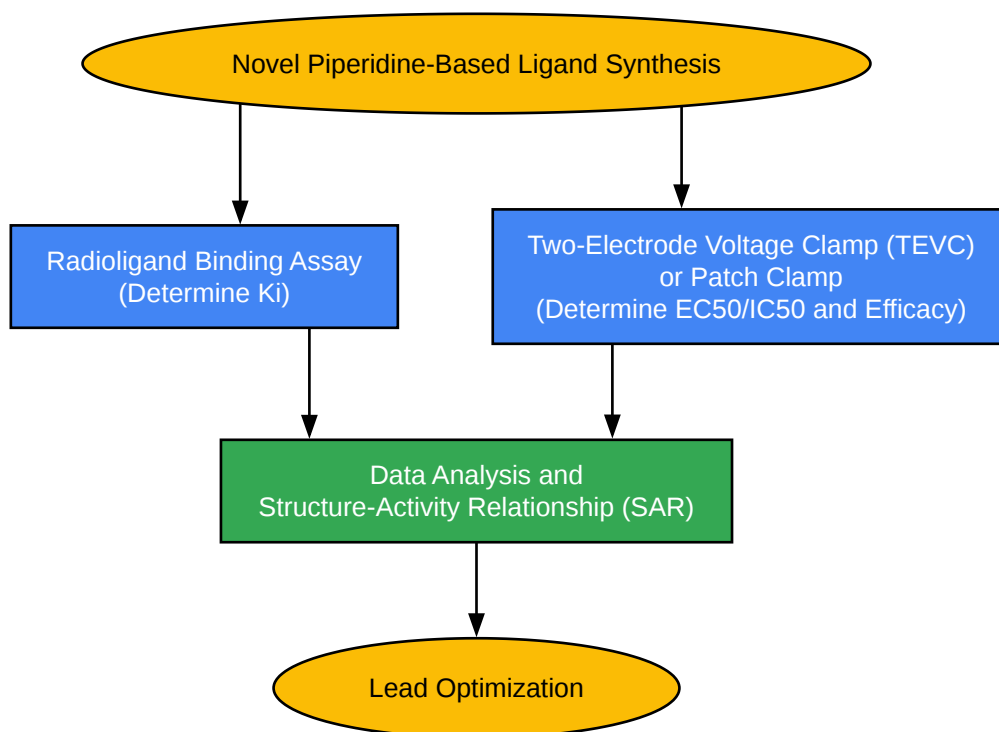 Novel Piperidine-Based Ligand Synthesis
Radioligand Binding Assay
(Determine Ki)
Two-Electrode Voltage Clamp (TEVC)
or Patch Clamp
(Determine EC50/IC50 and Efficacy)
Data Analysis and
Structure-Activity Relationship (SAR)
Lead Optimization